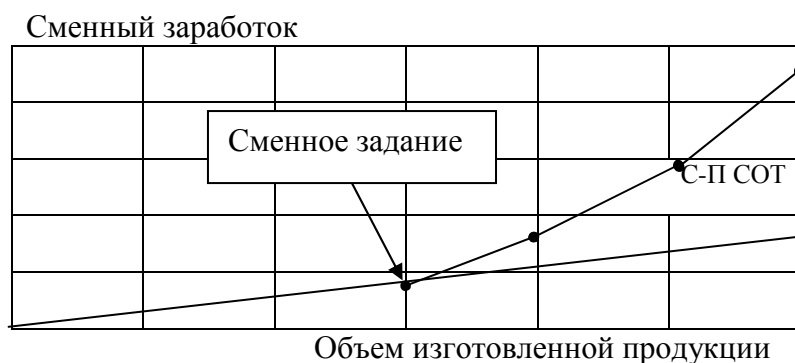 Сменный заработок
Сменное задание
С-П СОТ
Объем изготовленной продукции